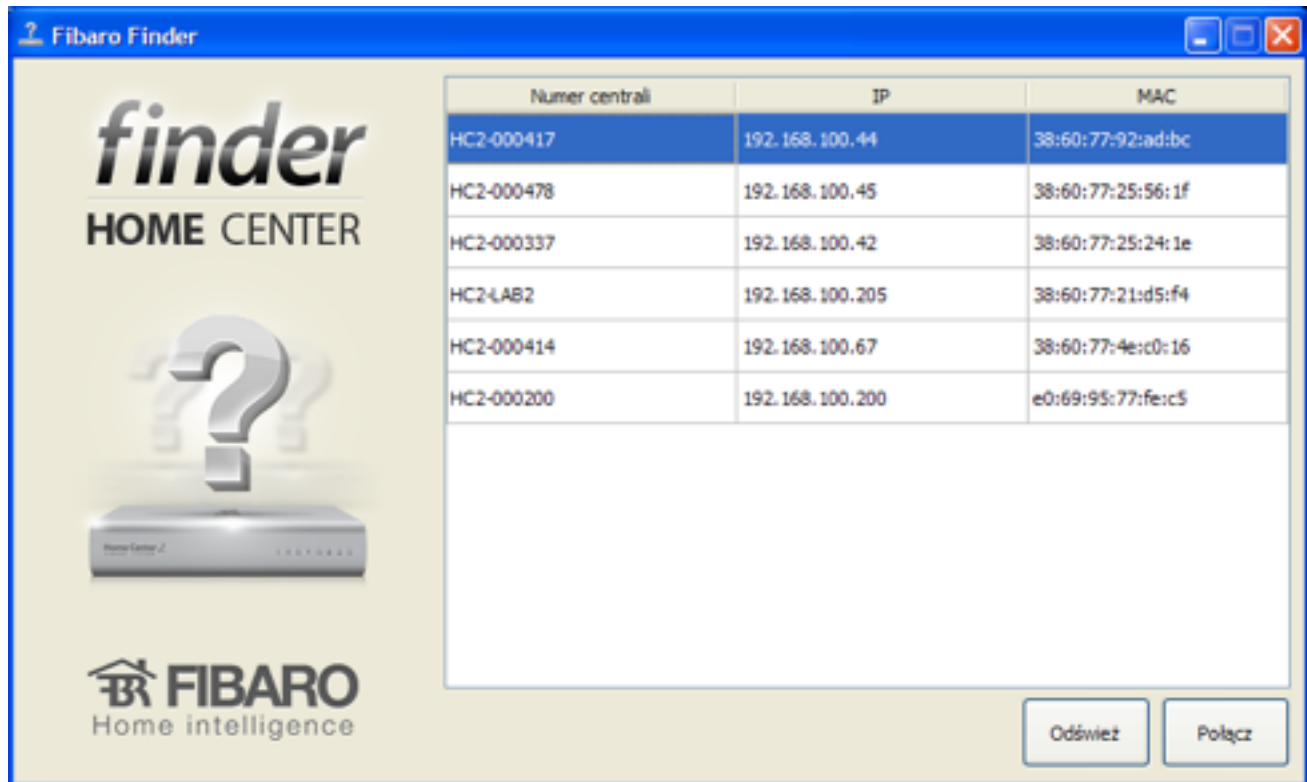 Fibaro Finder
finder
HOME CENTER
Numer centrali IP MAC
HC2-000417 192.168.100.44 38:60:77:92:ad:bc
HC2-000478 192.168.100.45 38:60:77:25:56:1f
HC2-000337 192.168.100.42 38:60:77:25:24:1e
HC2-LAB2 192.168.100.205 38:60:77:21:d5:f4
HC2-000414 192.168.100.67 38:60:77:4e:c0:16
HC2-000200 192.168.100.200 e0:69:95:77:fe:c5
Home Center 2
FIBARO
Home intelligence
Odśwież Połącz